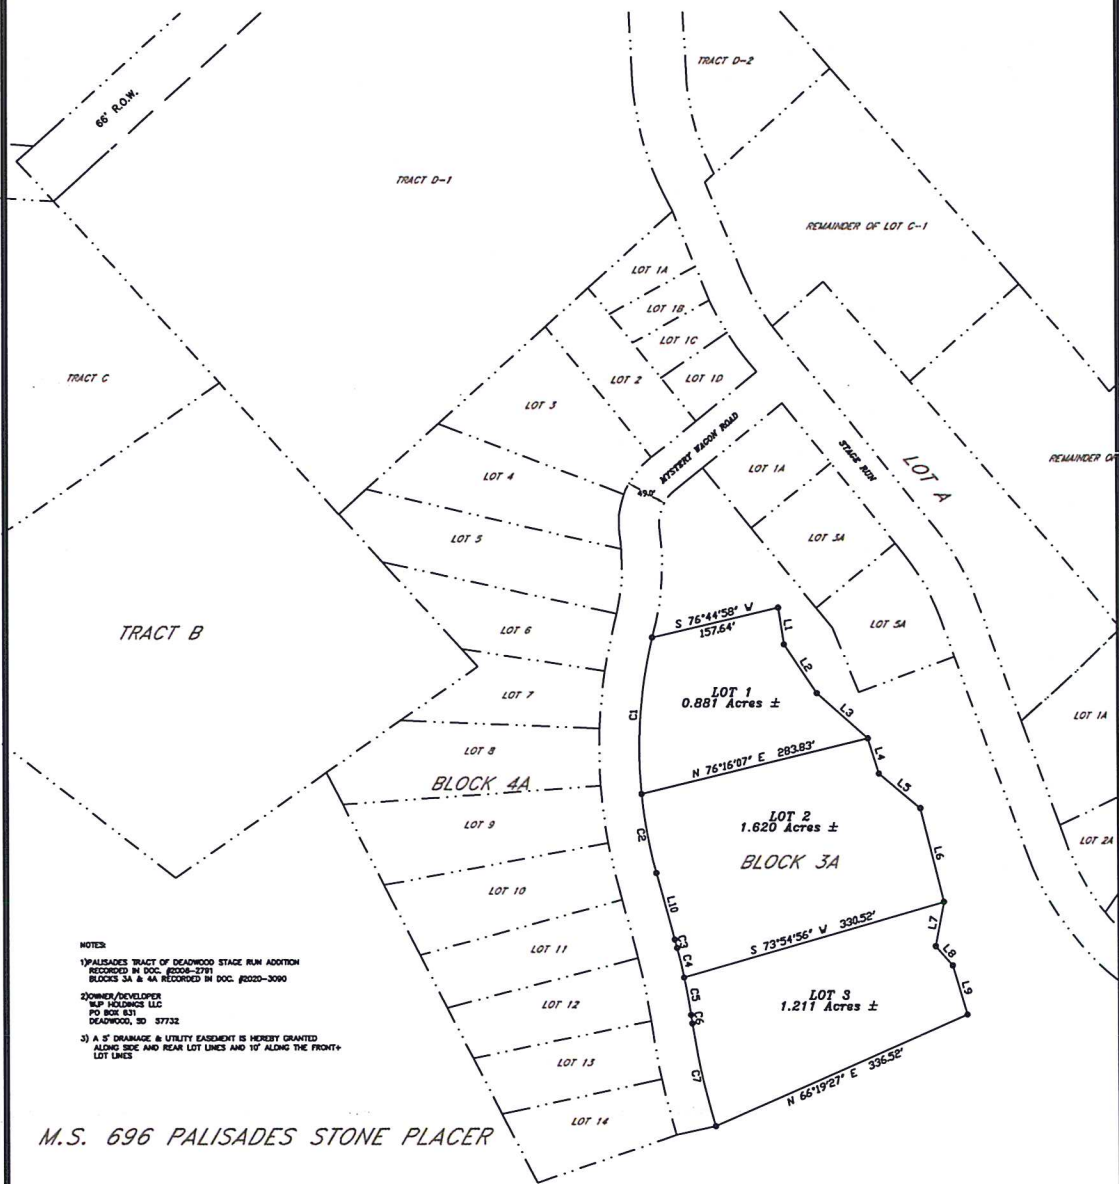 TRACT D-2
66' R.O.W.
TRACT D-1
REMAINDER OF LOT C-1
LOT 1A
LOT 1B
LOT 1C
LOT 1D
LOT 2
LOT 3
TRACT C
MYSTERY WAGON ROAD
STAGE RUN
LOT A
REMAINDER OF
LOT 4
49.0'
LOT 1A
LOT 5
LOT 3A
LOT 6
TRACT B
S 76°44'58" W
157.64'
L1
LOT 5A
L2
LOT 7
LOT 1
0.881 Acres ±
L3
C1
LOT 1A
LOT 8
BLOCK 4A
N 76°16'07" E 283.83'
L4
L5
LOT 9
C2
LOT 2
1.620 Acres ±
BLOCK 3A
L6
LOT 2A
LOT 10
L10
S 73°54'56" W 330.52'
L7
LOT 11
C3
C4
L8
L9
LOT 12
C5
C6
LOT 3
1.211 Acres ±
LOT 13
C7
N 66°19'27" E 336.52'
LOT 14
NOTES:
1)PALISADES TRACT OF DEADWOOD STAGE RUN ADDITION
RECORDED IN DOC. #2008-2791
BLOCKS 3A & 4A RECORDED IN DOC. #2020-3090
2)OWNER/DEVELOPER
WJP HOLDINGS LLC
PO BOX 631
DEADWOOD, SD 57732
3) A 5' DRAINAGE & UTILITY EASEMENT IS HEREBY GRANTED
ALONG SIDE AND REAR LOT LINES AND 10' ALONG THE FRONT+
LOT LINES
M.S. 696 PALISADES STONE PLACER